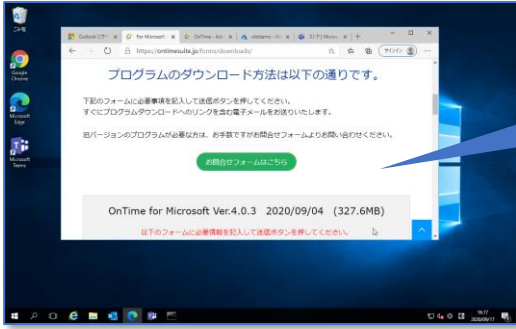 ごみ箱
Google
Chrome
Microsoft
Edge
Microsoft
Teams
for Microsoft
https://ontimesuite.jp/forms/downloads/
プログラムのダウンロード方法は以下の通りです。
下記のフォームに必要事項を記入して送信ボタンを押してください。
すぐにプログラムダウンロードへのリンクを含む電子メールをお送りいたします。
旧バージョンのプログラムが必要な方は、お手数ですがお問合せフォームよりお問い合わせください。
お問合せフォームはこちら
OnTime for Microsoft Ver.4.0.3 2020/09/04 (327.6MB)
以下のフォームに必要情報を記入して送信ボタンを押してください。
16:17
2020/09/17